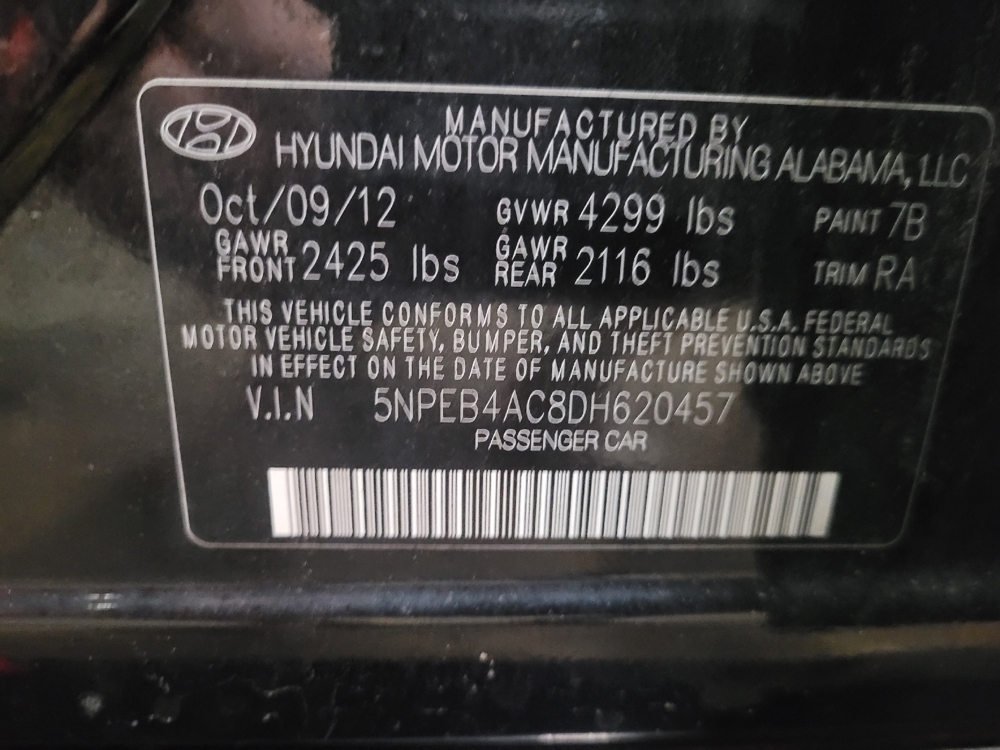 MANUFACTURED BY
HYUNDAI MOTOR MANUFACTURING ALABAMA, LLC
Oct/09/12 GVWR 4299 lbs PAINT 7B
GAWR FRONT 2425 lbs GAWR REAR 2116 lbs TRIM RA
THIS VEHICLE CONFORMS TO ALL APPLICABLE U.S.A. FEDERAL
MOTOR VEHICLE SAFETY, BUMPER, AND THEFT PREVENTION STANDARDS
IN EFFECT ON THE DATE OF MANUFACTURE SHOWN ABOVE
V.I.N 5NPEB4AC8DH620457
PASSENGER CAR